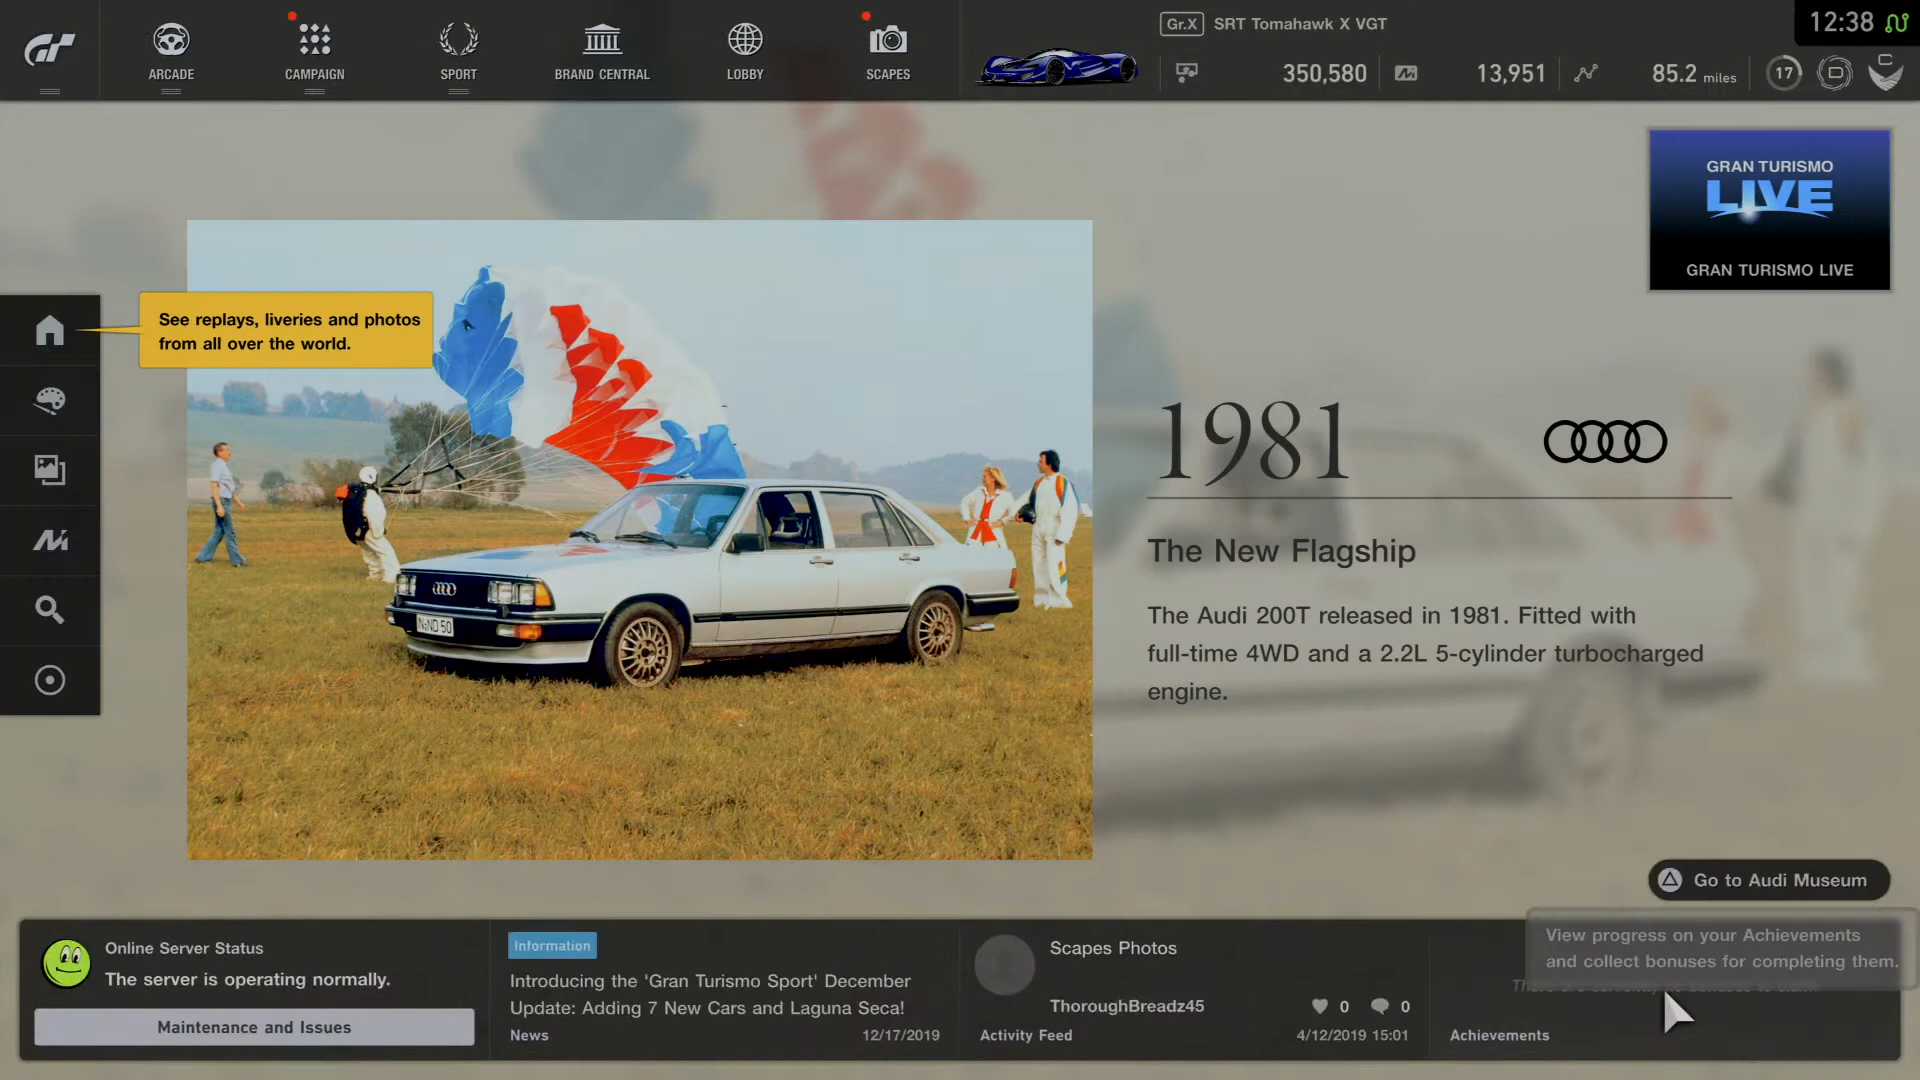 Gr.X SRT Tomahawk X VGT
12:38
ARCADE
CAMPAIGN
SPORT
BRAND CENTRAL
LOBBY
SCAPES
350,580
13,951
85.2 miles
17
D
C
GRAN TURISMO
LIVE
GRAN TURISMO LIVE
See replays, liveries and photos
from all over the world.
1981
The New Flagship
The Audi 200T released in 1981. Fitted with
full-time 4WD and a 2.2L 5-cylinder turbocharged
engine.
IN-ND 50
Go to Audi Museum
Online Server Status
The server is operating normally.
Maintenance and Issues
Information
Introducing the 'Gran Turismo Sport' December
Update: Adding 7 New Cars and Laguna Seca!
News 12/17/2019
Scapes Photos
ThoroughBreadz45 0 0
Activity Feed 4/12/2019 15:01
View progress on your Achievements
and collect bonuses for completing them.
Achievements